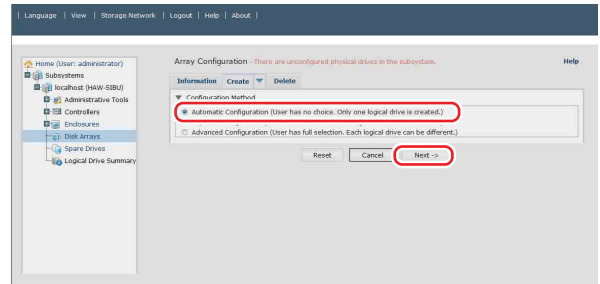 | Language | View | Storage Network | Logout | Help | About |
Home (User: administrator)
Subsystems
localhost (HAW-SIBU)
Administrative Tools
Controllers
Enclosures
Disk Arrays
Spare Drives
Logical Drive Summary
Array Configuration - There are unconfigured physical drives in the subsystem.
Help
Information Create Delete
Configuration Method
Automatic Configuration (User has no choice. Only one logical drive is created.)
Advanced Configuration (User has full selection. Each logical drive can be different.)
Reset Cancel Next ->